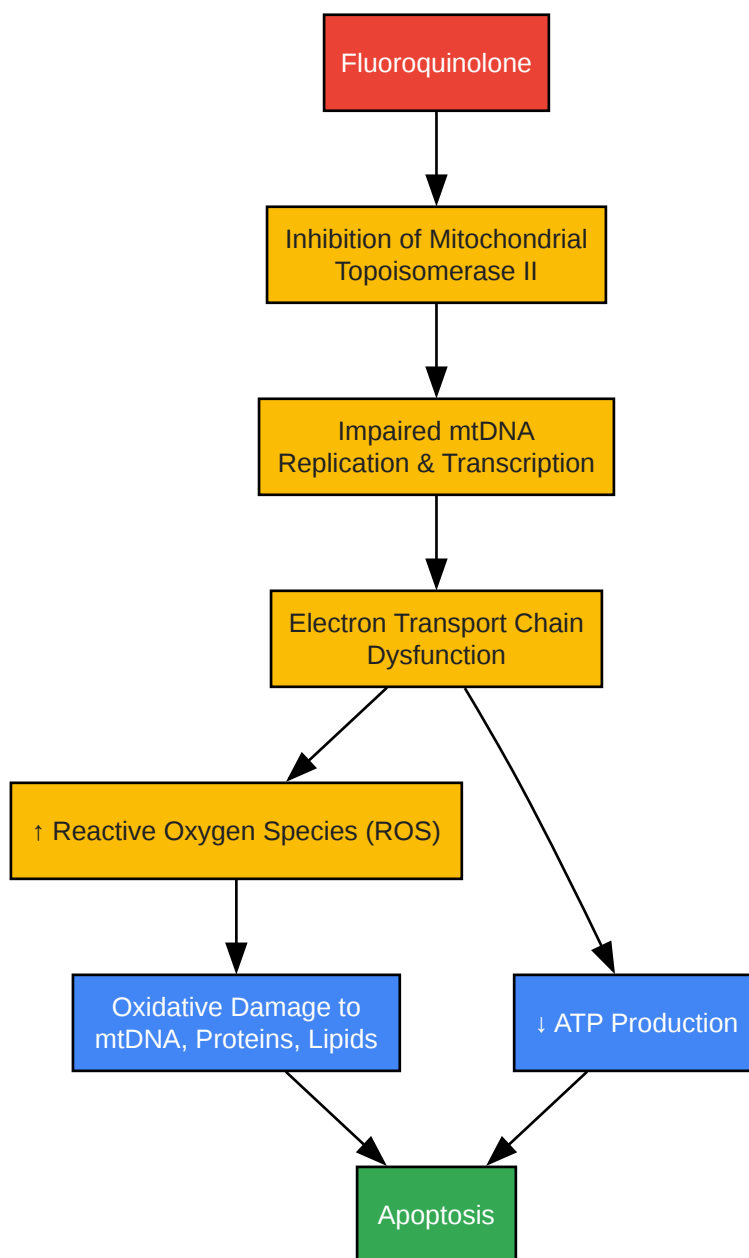 Fluoroquinolone
Inhibition of Mitochondrial
Topoisomerase II
Impaired mtDNA
Replication & Transcription
Electron Transport Chain
Dysfunction
↑ Reactive Oxygen Species (ROS)
Oxidative Damage to
mtDNA, Proteins, Lipids
↓ ATP Production
Apoptosis